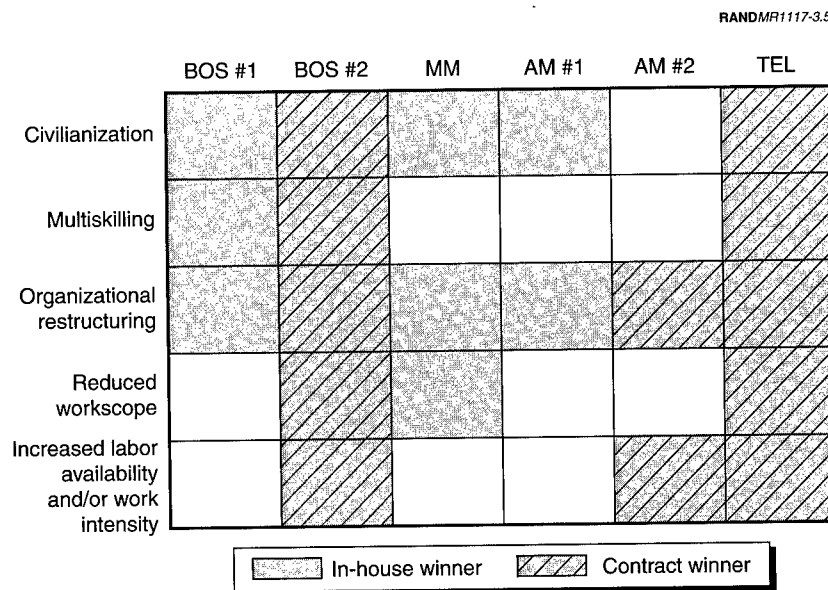 RANDMR1117-3.5
BOS #1 BOS #2 MM AM #1 AM #2 TEL
Civilianization
Multiskilling
Organizational
restructuring
Reduced
workscope
Increased labor
availability
and/or work
intensity
In-house winner Contract winner